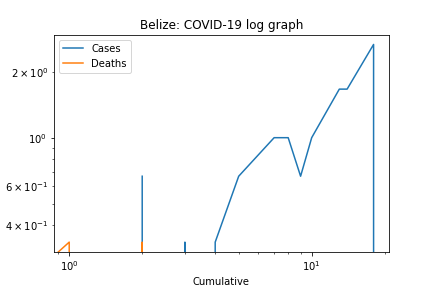 Belize: COVID-19 log graph
Cases
Deaths
2 × 10⁰
10⁰
6 × 10⁻¹
4 × 10⁻¹
10⁰
10¹
Cumulative